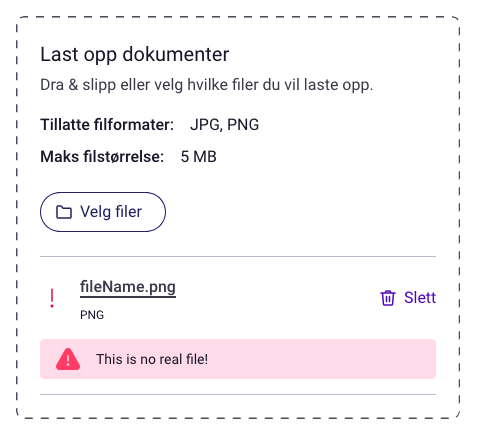 Last opp dokumenter
Dra & slipp eller velg hvilke filer du vil laste opp.
Tillatte filformater: JPG, PNG
Maks filstørrelse: 5 MB
Velg filer
fileName.png
Slett
PNG
This is no real file!